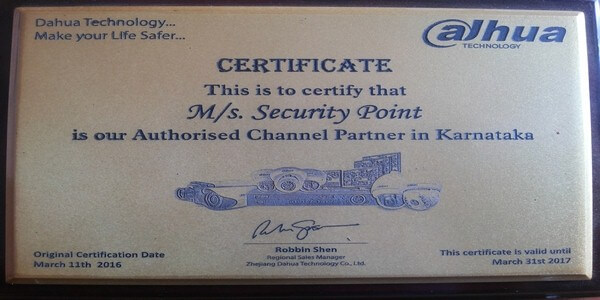 Dahua Technology...
Make your Life Safer...
alhua
TECHNOLOGY
CERTIFICATE
This is to certify that
M/s. Security Point
is our Authorised Channel Partner in Karnataka
Robbin Shen
Regional Sales Manager
Zhejiang Dahua Technology Co., Ltd.
Original Certification Date
March 11th 2016
This certificate is valid until
March 31st 2017